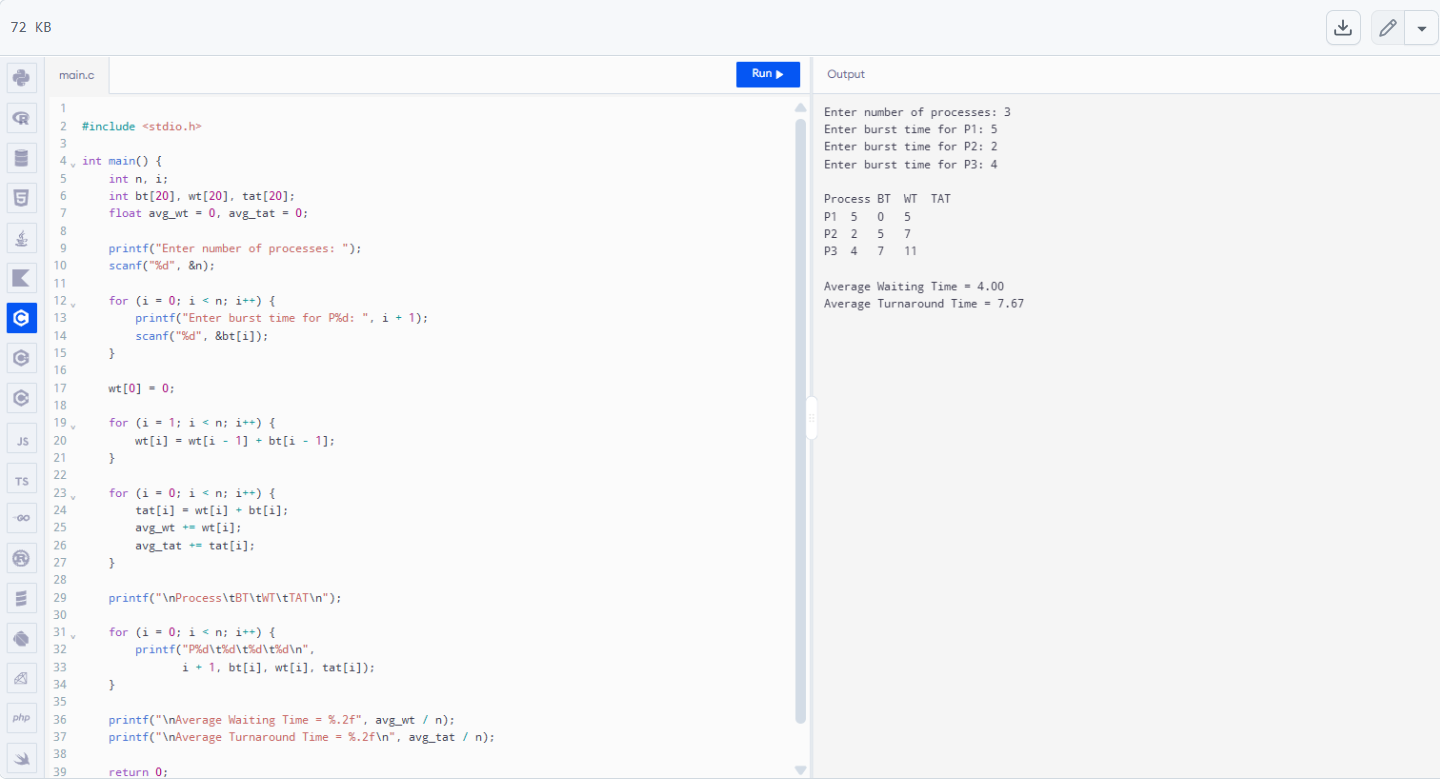 72 KB
main.c
Run
Output
1
2 #include <stdio.h>
3
4 int main() {
5     int n, i;
6     int bt[20], wt[20], tat[20];
7     float avg_wt = 0, avg_tat = 0;
8
9     printf("Enter number of processes: ");
10     scanf("%d", &n);
11
12     for (i = 0; i < n; i++) {
13         printf("Enter burst time for P%d: ", i + 1);
14         scanf("%d", &bt[i]);
15     }
16
17     wt[0] = 0;
18
19     for (i = 1; i < n; i++) {
20         wt[i] = wt[i - 1] + bt[i - 1];
21     }
22
23     for (i = 0; i < n; i++) {
24         tat[i] = wt[i] + bt[i];
25         avg_wt += wt[i];
26         avg_tat += tat[i];
27     }
28
29     printf("\nProcess\tBT\tWT\tTAT\n");
30
31     for (i = 0; i < n; i++) {
32         printf("P%d\t%d\t%d\t%d\n",
33                i + 1, bt[i], wt[i], tat[i]);
34     }
35
36     printf("\nAverage Waiting Time = %.2f", avg_wt / n);
37     printf("\nAverage Turnaround Time = %.2f\n", avg_tat / n);
38
39     return 0;
Enter number of processes: 3
Enter burst time for P1: 5
Enter burst time for P2: 2
Enter burst time for P3: 4
Process BT  WT  TAT
P1  5   0   5
P2  2   5   7
P3  4   7   11
Average Waiting Time = 4.00
Average Turnaround Time = 7.67
R
5
C
C
C
JS
TS
GO
R
php